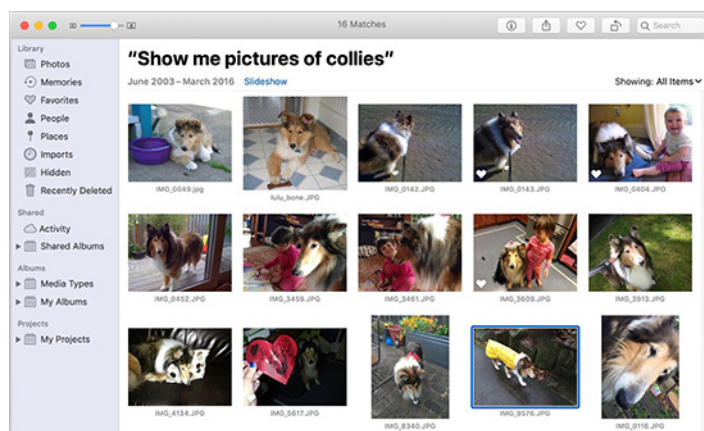 16 Matches
Search
Library
Photos
Memories
Favorites
People
Places
Imports
Hidden
Recently Deleted
Shared
Activity
Shared Albums
Albums
Media Types
My Albums
Projects
My Projects
“Show me pictures of collies”
June 2003 – March 2016 Slideshow
Showing: All Items
IMG_0049.jpg
lulu_bone.JPG
IMG_0142.JPG
IMG_0143.JPG
IMG_0404.JPG
IMG_0452.JPG
IMG_3459.JPG
IMG_3461.JPG
IMG_3609.JPG
IMG_3913.JPG
IMG_4134.JPG
IMG_5617.JPG
IMG_8340.JPG
IMG_9576.JPG
IMG_0116.JPG